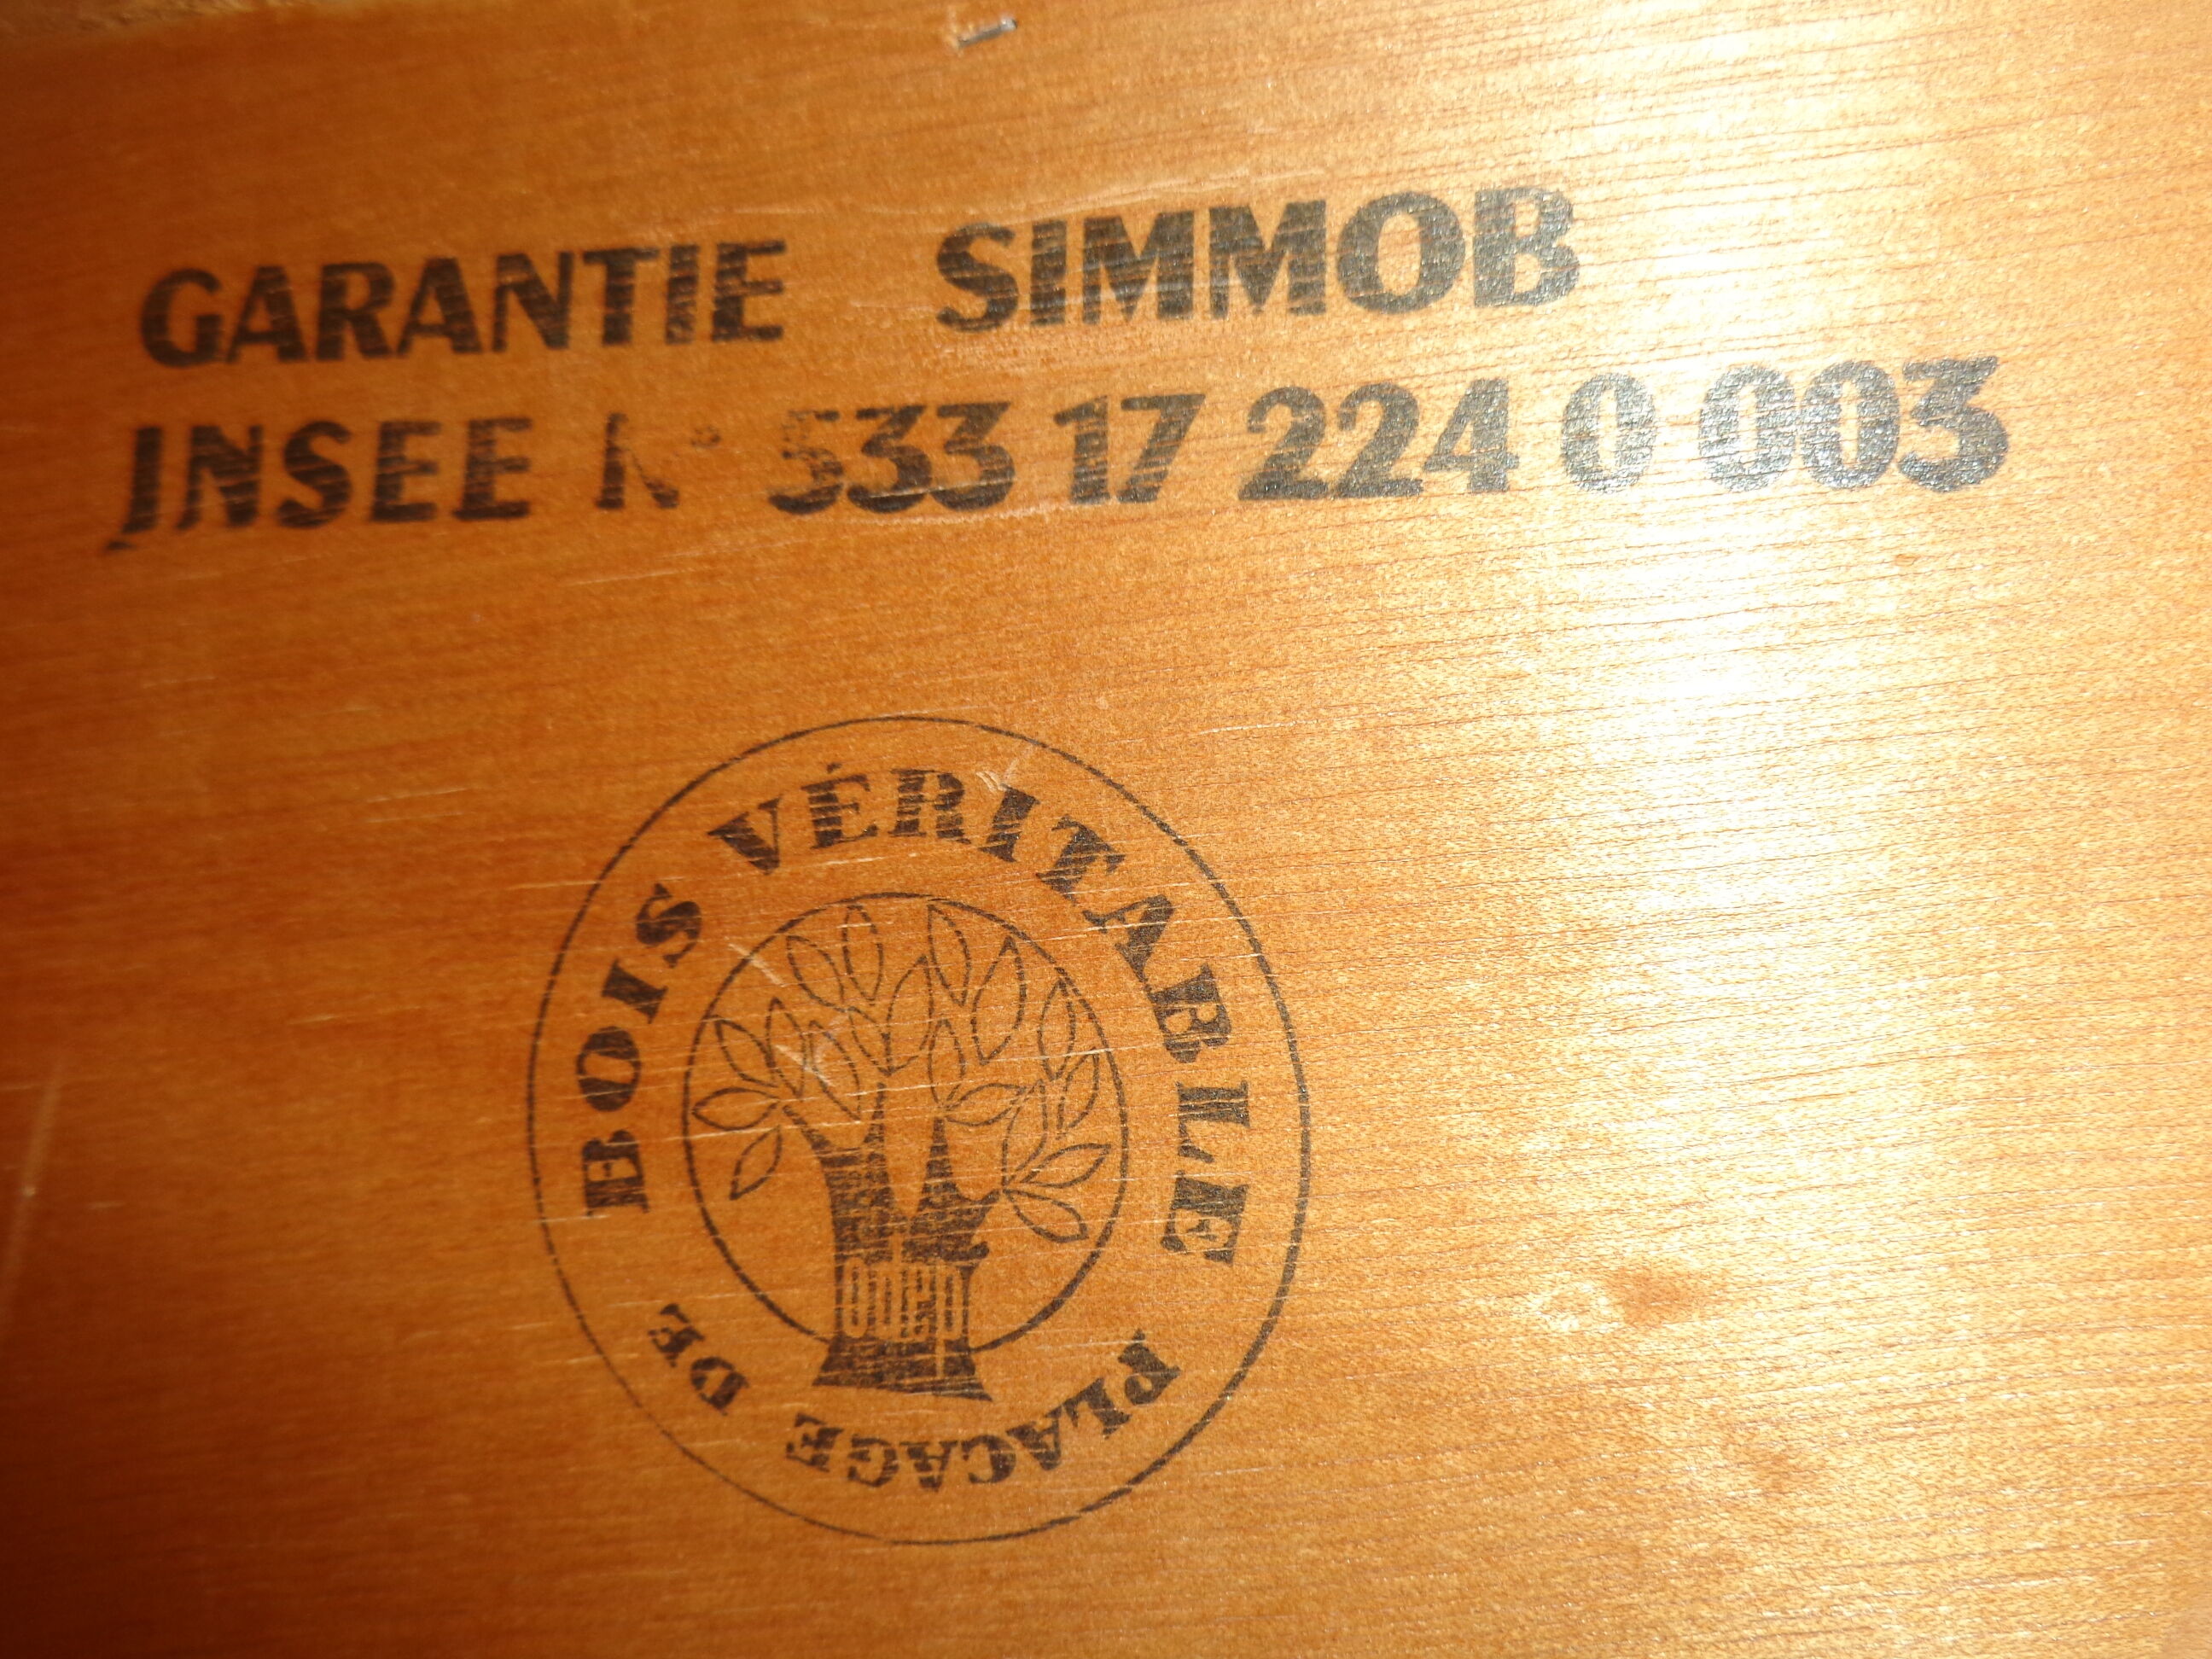 GARANTIE SIMMOB
INSEE N° 533 17 224 0 003
PLACAGE DE BOIS VÉRITABLE